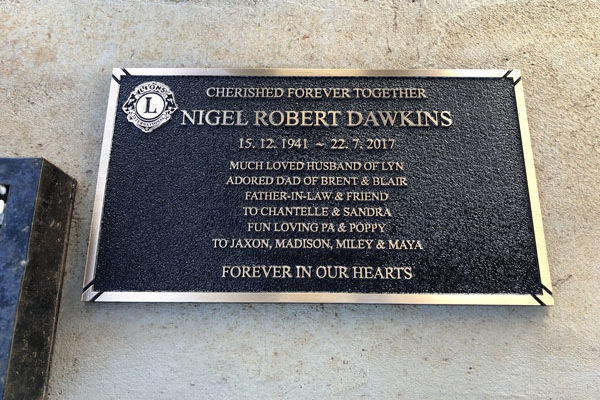 LIONS
L
INTERNATIONAL
CHERISHED FOREVER TOGETHER
NIGEL ROBERT DAWKINS
15. 12. 1941 ~ 22. 7. 2017
MUCH LOVED HUSBAND OF LYN
ADORED DAD OF BRENT & BLAIR
FATHER-IN-LAW & FRIEND
TO CHANTELLE & SANDRA
FUN LOVING PA & POPPY
TO JAXON, MADISON, MILEY & MAYA
FOREVER IN OUR HEARTS